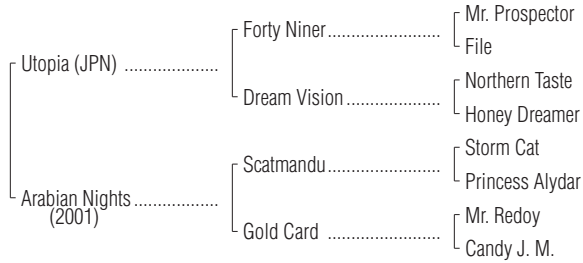 Mr. Prospector
Forty Niner
File
Utopia (JPN)
Northern Taste
Dream Vision
Honey Dreamer
Storm Cat
Scatmandu
Princess Alydar
Arabian Nights
(2001)
Mr. Redoy
Gold Card
Candy J. M.